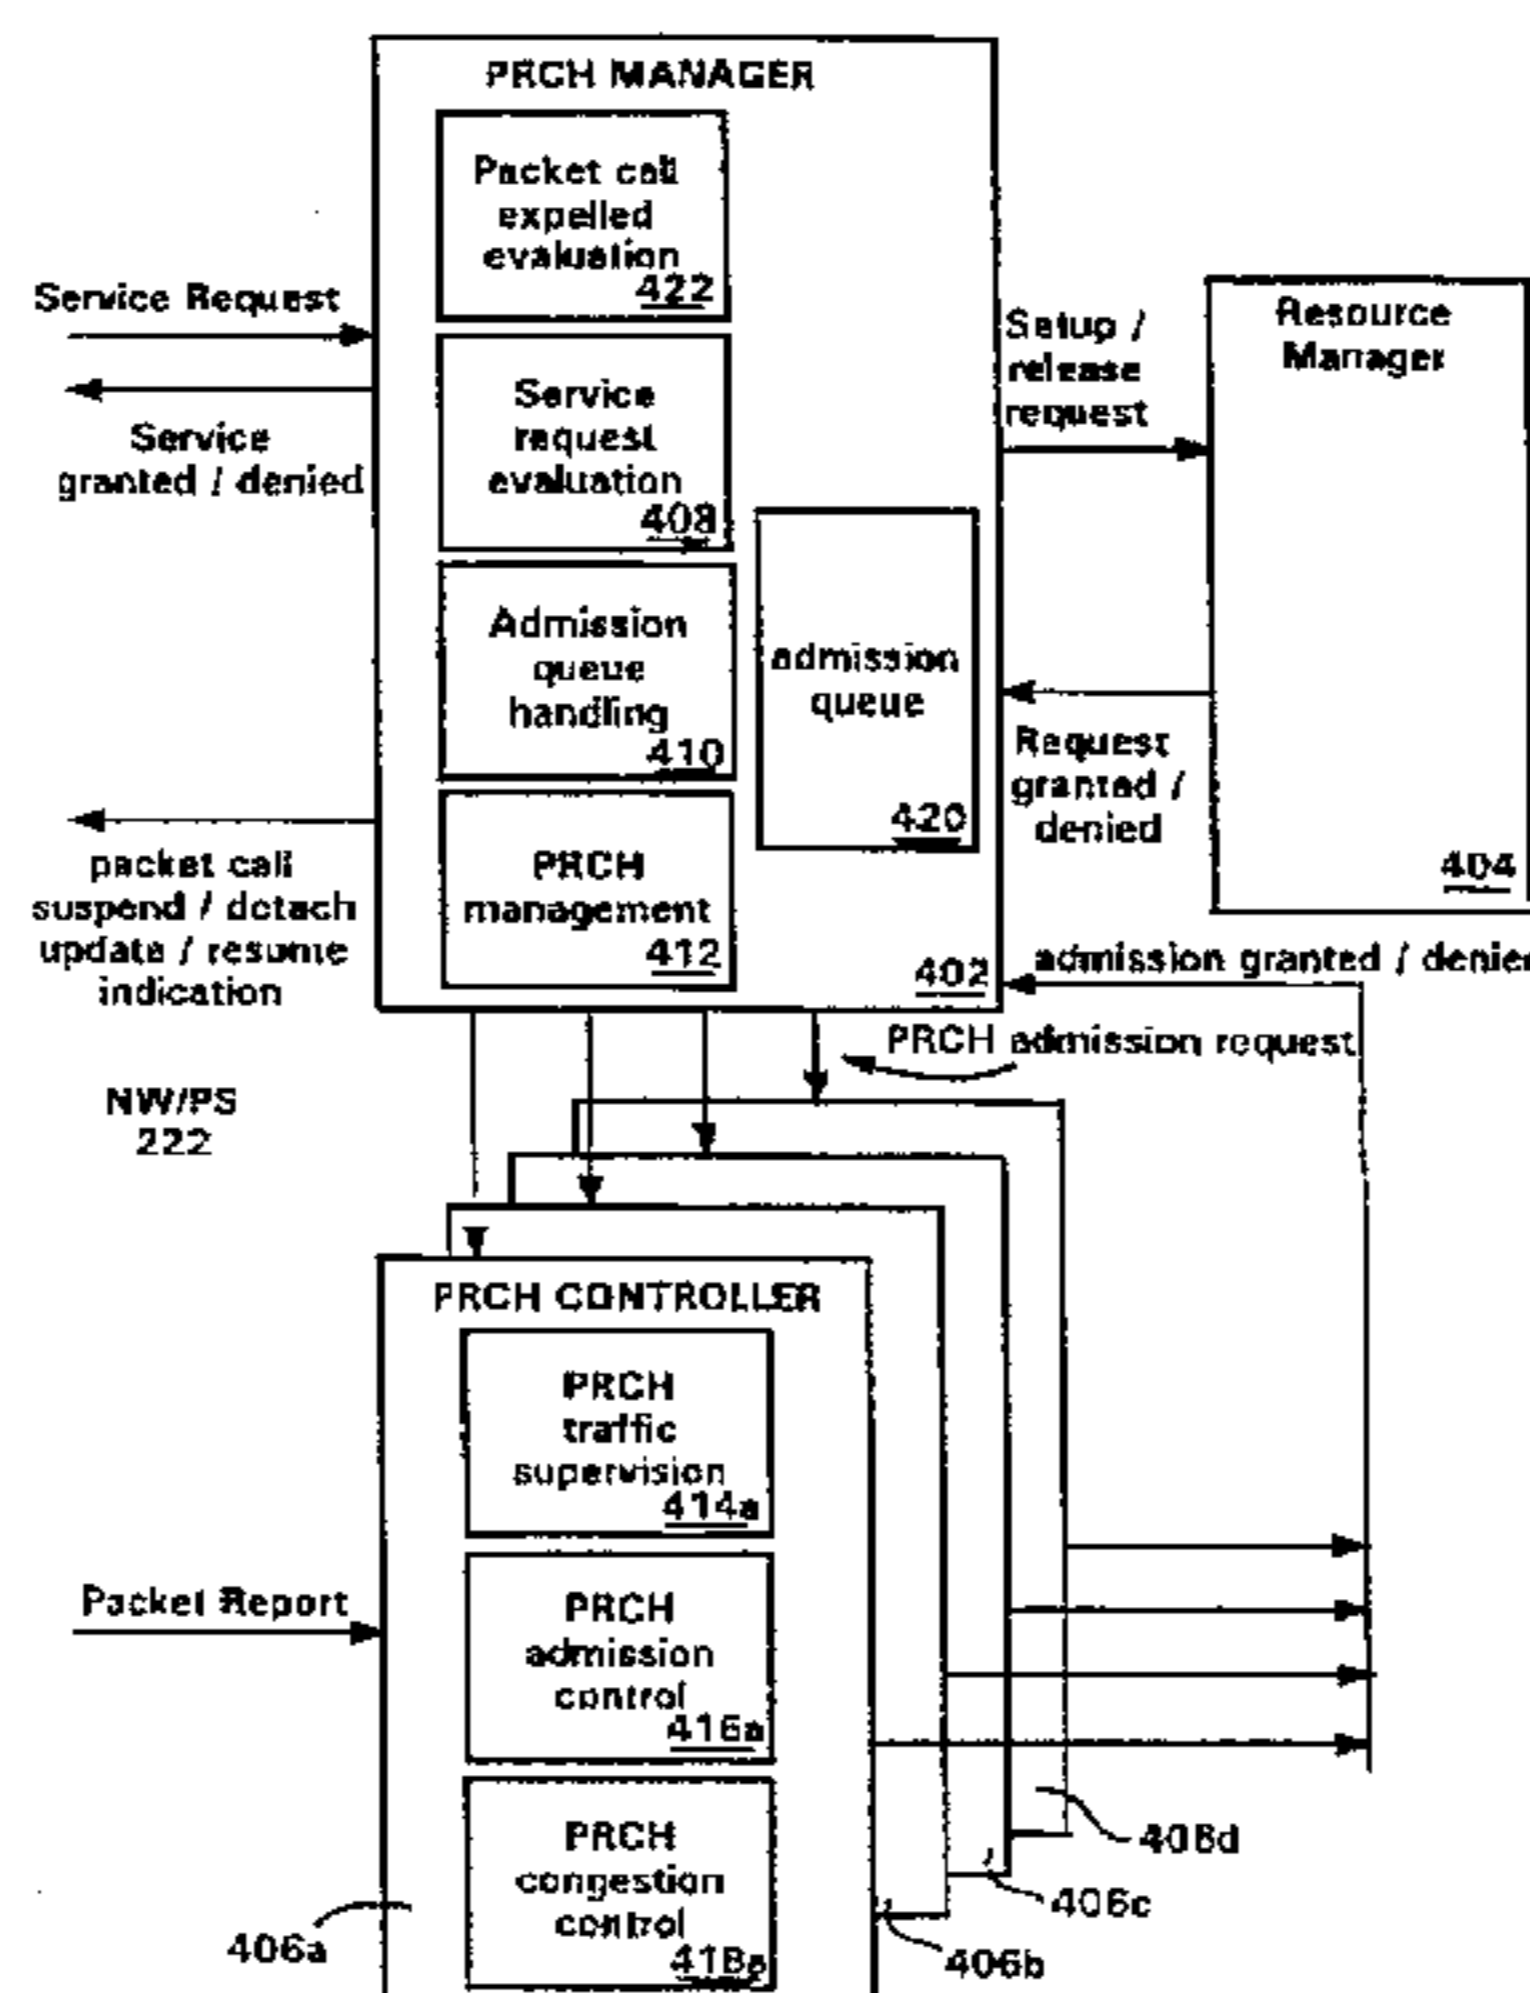 PRCH MANAGER
Packet call
expelled
evaluation
422
Service Request
Service
granted / denied
Service
request
evaluation
408
Setup /
release
request
Resource
Manager
Admission
queue
handling
410
admission
queue
420
Request
granted /
denied
404
packet call
suspend / detach
update / resume
indication
PRCH
management
412
402
admission granted / denied
PRCH admission request
NW/PS
222
PRCH CONTROLLER
PRCH
traffic
supervision
414a
Packet Report
PRCH
admission
control
416a
PRCH
congestion
control
418a
406a
406b
406c
406d